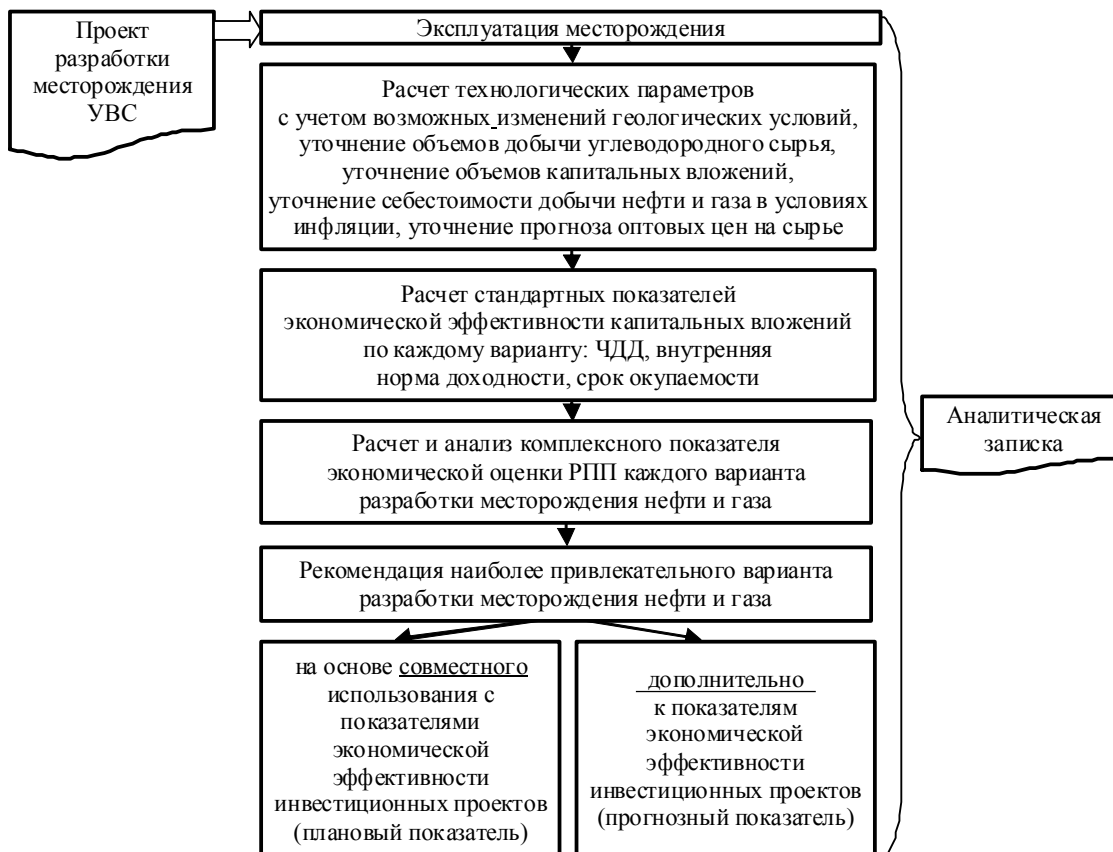 Проект
разработки
месторождения
УВС
Эксплуатация месторождения
Расчет технологических параметров
с учетом возможных изменений геологических условий,
уточнение объемов добычи углеводородного сырья,
уточнение объемов капитальных вложений,
уточнение себестоимости добычи нефти и газа в условиях
инфляции, уточнение прогноза оптовых цен на сырье
Расчет стандартных показателей
экономической эффективности капитальных вложений
по каждому варианту: ЧДД, внутренняя
норма доходности, срок окупаемости
Расчет и анализ комплексного показателя
экономической оценки РПП каждого варианта
разработки месторождения нефти и газа
Рекомендация наиболее привлекательного варианта
разработки месторождения нефти и газа
на основе совместного
использования с
показателями
экономической
эффективности
инвестиционных проектов
(плановый показатель)
дополнительно
к показателям
экономической
эффективности
инвестиционных проектов
(прогнозный показатель)
Аналитическая
записка